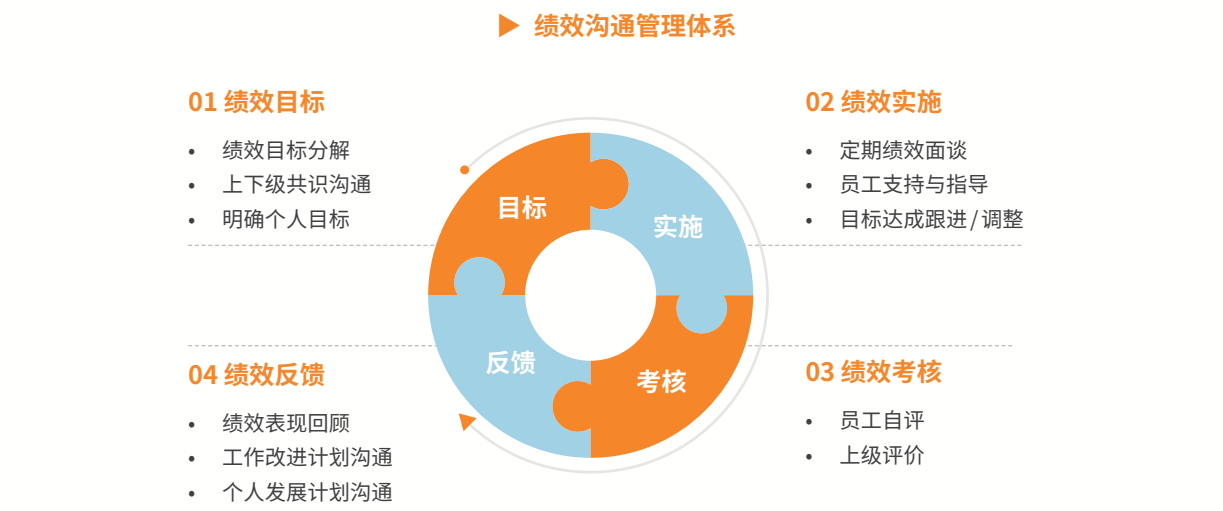 绩效沟通管理体系
01 绩效目标
• 绩效目标分解
• 上下级共识沟通
• 明确个人目标
02 绩效实施
• 定期绩效面谈
• 员工支持与指导
• 目标达成跟进/调整
目标
实施
反馈
考核
04 绩效反馈
• 绩效表现回顾
• 工作改进计划沟通
• 个人发展计划沟通
03 绩效考核
• 员工自评
• 上级评价